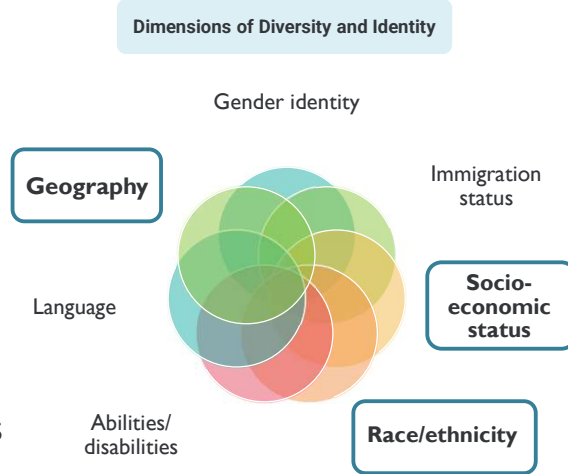 Dimensions of Diversity and Identity
Gender identity
Geography
Immigration
status
Socio-
economic
status
Language
Abilities/
disabilities
Race/ethnicity